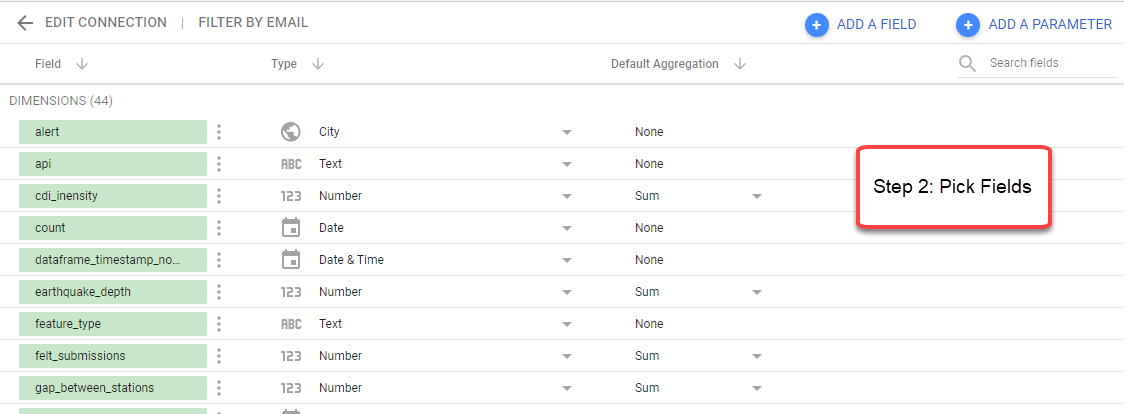 EDIT CONNECTION | FILTER BY EMAIL ADD A FIELD ADD A PARAMETER
Field Type Default Aggregation Search fields
DIMENSIONS (44)
alert City None
api ABC Text None
cdi_inensity 123 Number Sum
Step 2: Pick Fields
count Date None
dataframe_timestamp_no... Date & Time None
earthquake_depth 123 Number Sum
feature_type ABC Text None
felt_submissions 123 Number Sum
gap_between_stations 123 Number Sum